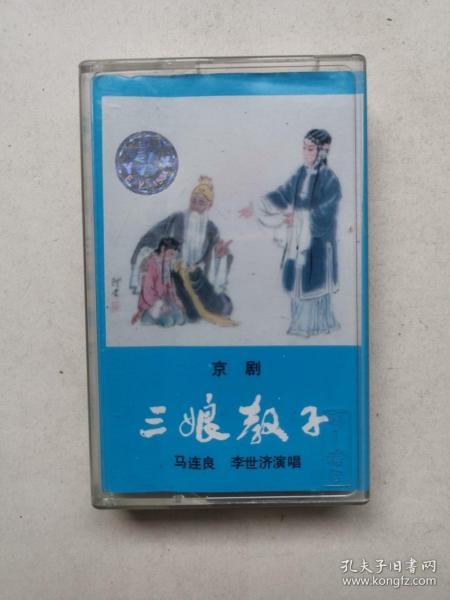 京 剧
三娘教子
马连良 李世济演唱
孔夫子旧书网
www.kongfz.com